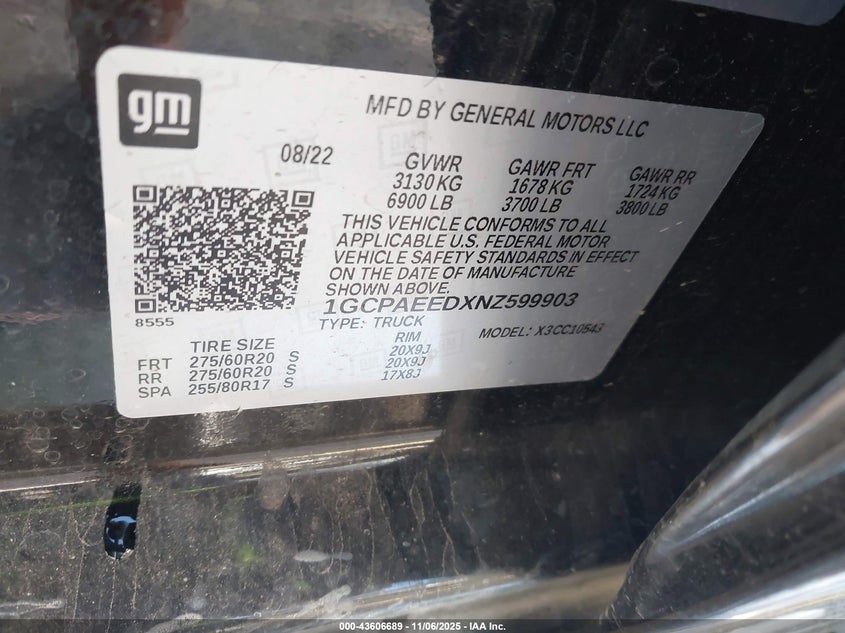 gm
MFD BY GENERAL MOTORS LLC
08/22 GVWR GAWR FRT GAWR RR
3130 KG 1678 KG 1724 KG
6900 LB 3700 LB 3800 LB
THIS VEHICLE CONFORMS TO ALL
APPLICABLE U.S. FEDERAL MOTOR
VEHICLE SAFETY STANDARDS IN EFFECT
ON THE DATE OF MANUFACTURE
SHOWN ABOVE.
8555
1GCPAEEDXNZ599903
TYPE: TRUCK MODEL: X3CC10543
TIRE SIZE RIM
FRT 275/60R20 S 20X9J
RR 275/60R20 S 20X9J
SPA 255/80R17 S 17X8J
000-43606689 - 11/06/2025 - IAA Inc.